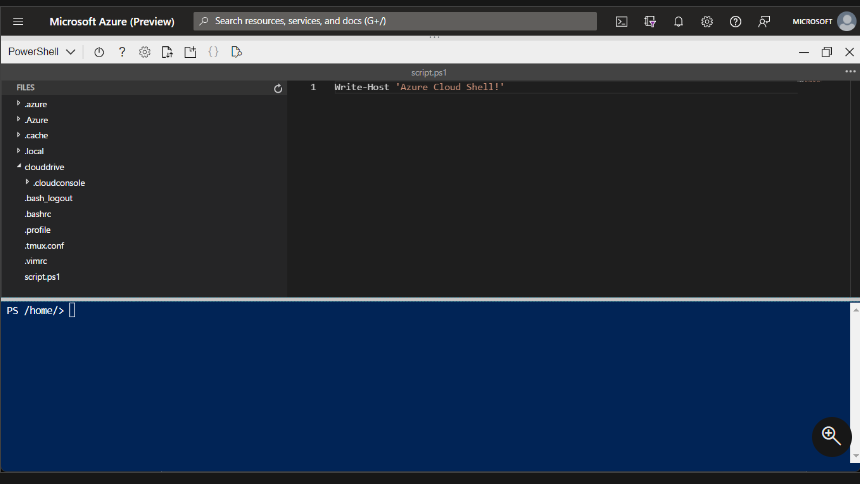 Microsoft Azure (Preview)
Search resources, services, and docs (G+/)
MICROSOFT
PowerShell
?
{}
script.ps1
FILES
.azure
.Azure
.cache
.local
clouddrive
.cloudconsole
.bash_logout
.bashrc
.profile
.tmux.conf
.vimrc
script.ps1
1 Write-Host 'Azure Cloud Shell!'
PS /home/>